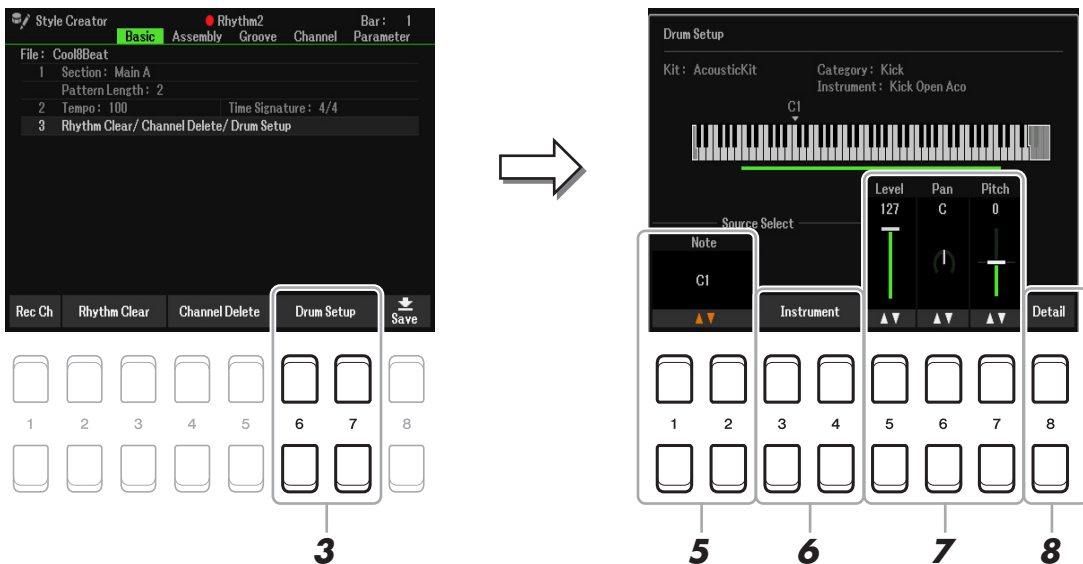 Style Creator Rhythm2 Bar: 1
Basic Assembly Groove Channel Parameter
File: Cool8Beat
1 Section: Main A
Pattern Length: 2
2 Tempo: 100 Time Signature: 4/4
3 Rhythm Clear/ Channel Delete/ Drum Setup
Rec Ch Rhythm Clear Channel Delete Drum Setup Save
1 2 3 4 5 6 7 8
3
Drum Setup
Kit: AcousticKit Category: Kick
Instrument: Kick Open Aco
C1
Level Pan Pitch
127 C 0
Source Select
Note
C1
Instrument Detail
1 2 3 4 5 6 7 8
5 6 7 8